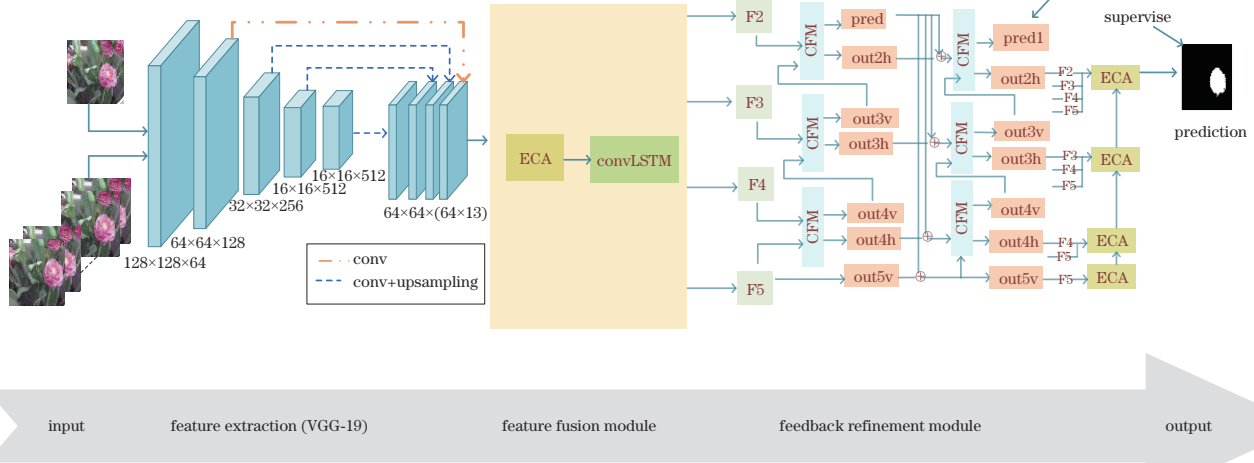 128×128×64
64×64×128
32×32×256
16×16×512
16×16×512
64×64×(64×13)
conv
conv+upsampling
ECA
convLSTM
F2
F3
F4
F5
CFM
CFM
CFM
pred
out2h
out3v
out3h
out4v
out4h
out5v
CFM
CFM
CFM
pred1
out2h
out3v
out3h
out4v
out4h
out5v
F2
F3
F4
F5
F3
F4
F5
F4
F5
F5
ECA
ECA
ECA
ECA
supervise
prediction
input
feature extraction (VGG-19)
feature fusion module
feedback refinement module
output